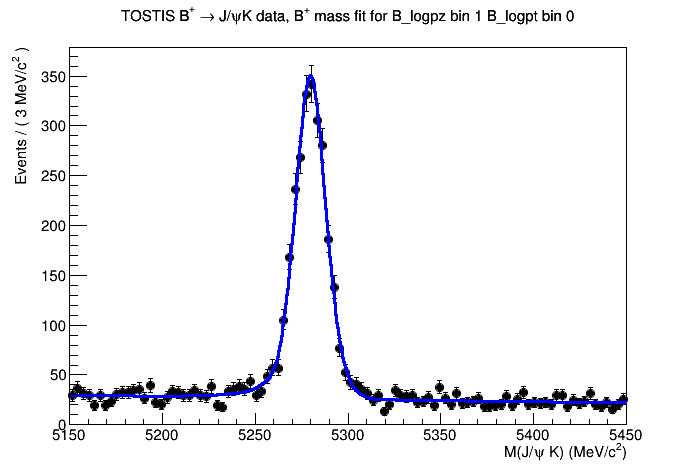 TOSTIS B⁺ → J/ψK data, B⁺ mass fit for B_logpz bin 1 B_logpt bin 0
Events / ( 3 MeV/c² )
350
300
250
200
150
100
50
0
5150 5200 5250 5300 5350 5400 5450
M(J/ψ K) (MeV/c²)